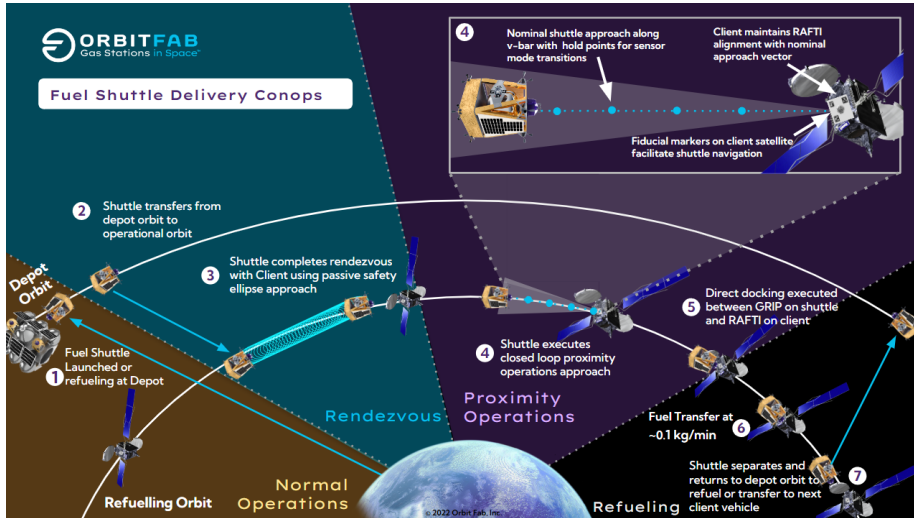 ORBITFAB
Gas Stations in Space™
Fuel Shuttle Delivery Conops
4
Nominal shuttle approach along
v-bar with hold points for sensor
mode transitions
Client maintains RAFTI
alignment with nominal
approach vector
Fiducial markers on client satellite
facilitate shuttle navigation
2
Shuttle transfers from
depot orbit to
operational orbit
3
Shuttle completes rendezvous
with Client using passive safety
ellipse approach
Depot
Orbit
1
Fuel Shuttle
Launched or
refueling at Depot
4
Shuttle executes
closed loop proximity
operations approach
5
Direct docking executed
between GRIP on shuttle
and RAFTI on client
Rendezvous
Proximity
Operations
Fuel Transfer at
~0.1 kg/min
6
Shuttle separates and
returns to depot orbit to
refuel or transfer to next
client vehicle
7
Refuelling Orbit
Normal
Operations
Refueling
© 2022 Orbit Fab, Inc.